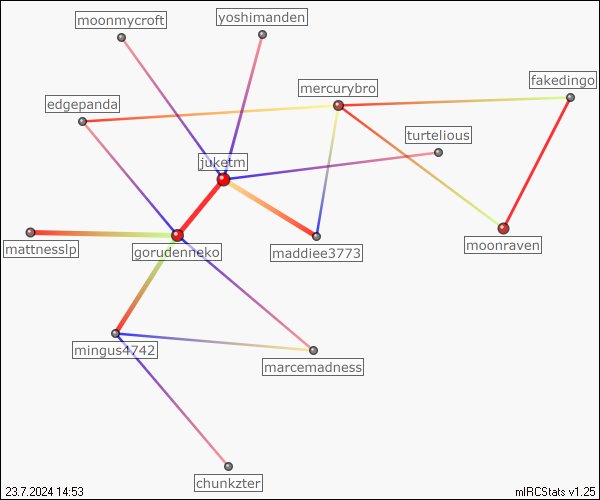 moonmycroft
yoshimanden
fakedingo
mercurybro
edgepanda
turtelious
juketm
mattnesslp
gorudenneko
maddiee3773
moonraven
mingus4742
marcemadness
chunkzter
23.7.2024 14:53
mIRCStats v1.25